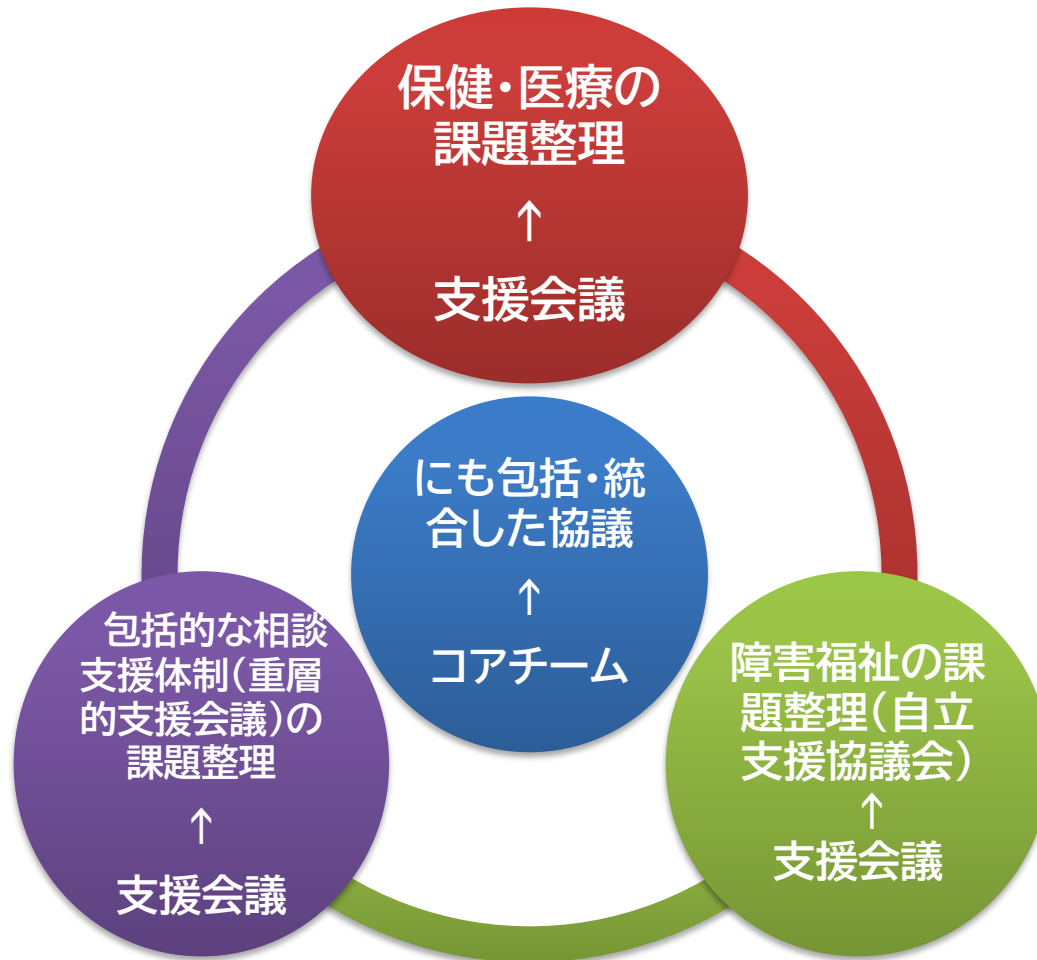 保健・医療の
課題整理
↑
支援会議
にも包括・統
合した協議
↑
コアチーム
包括的な相談
支援体制(重層
的支援会議)の
課題整理
↑
支援会議
障害福祉の課
題整理(自立
支援協議会)
↑
支援会議